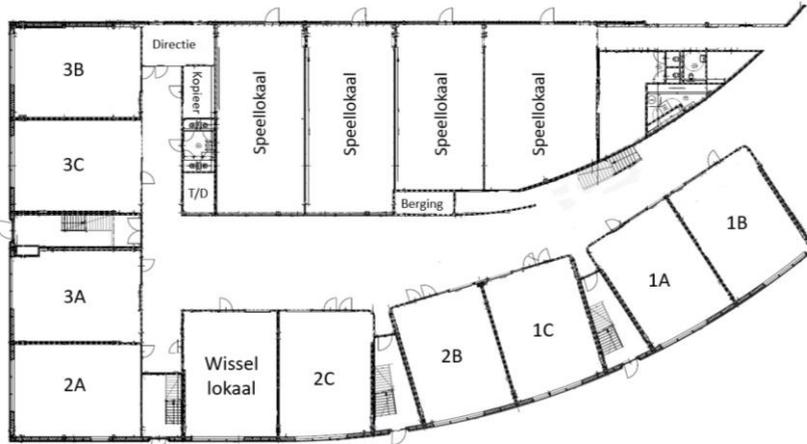 3B
Directie
Kopieer
Speellokaal
Speellokaal
Speellokaal
Speellokaal
3C
T/D
Berging
1B
1A
3A
1C
2B
Wissel
lokaal
2C
2A